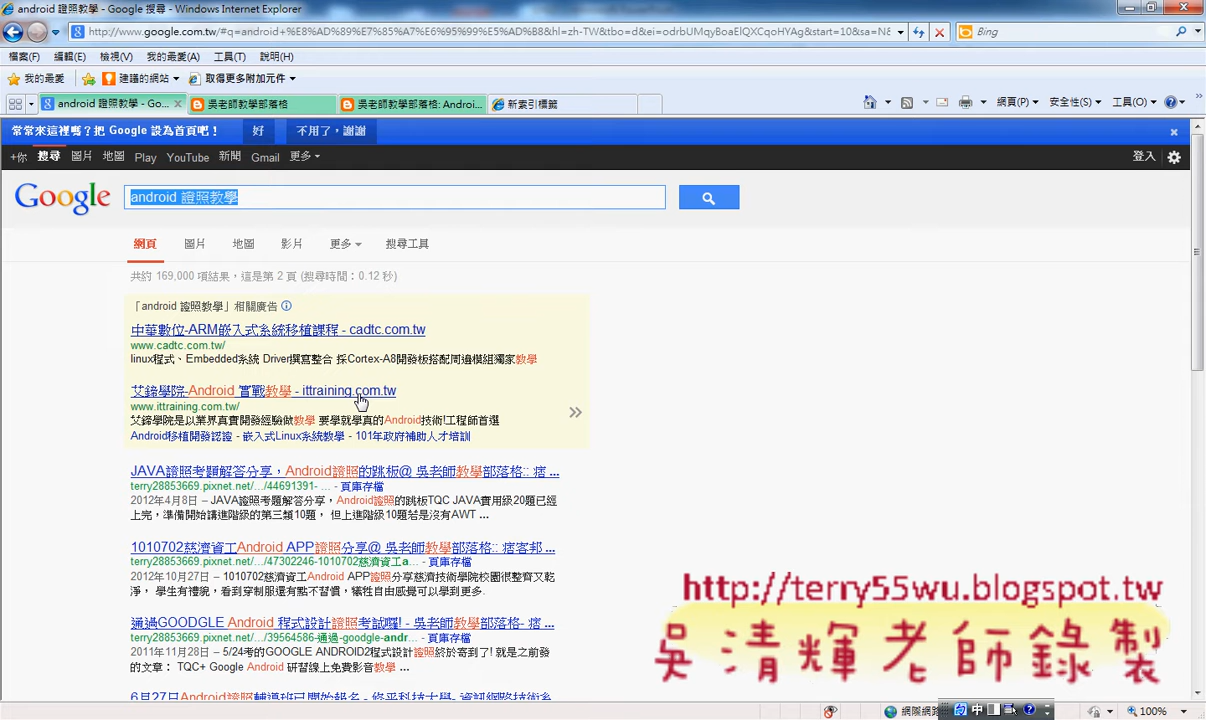 android 證照教學 - Google 搜尋 - Windows Internet Explorer
http://www.google.com.tw/#q=android+%E8%AD%89%E7%85%A7%E6%95%99%E5%AD%B8&hl=zh-TW&tbo=d&ei=odrbUMqyBoaElQXCqoHYAg&start=10&sa=N&
Bing
檔案(F) 編輯(E) 檢視(V) 我的最愛(A) 工具(T) 說明(H)
我的最愛 建議的網站 取得更多附加元件
android 證照教學 - Go... 吳老師教學部落格 吳老師教學部落格: Androi... 新索引標籤 網頁(P) 安全性(S) 工具(O)
常常來這裡嗎？把 Google 設為首頁吧！ 好 不用了，謝謝
+你 搜尋 圖片 地圖 Play YouTube 新聞 Gmail 更多 登入
Google android 證照教學
網頁 圖片 地圖 影片 更多 搜尋工具
共約 169,000 項結果，這是第 2 頁 (搜尋時間：0.12 秒)
「android 證照教學」相關廣告
中華數位-ARM嵌入式系統移植課程 - cadtc.com.tw
www.cadtc.com.tw/
linux程式、Embedded系統 Driver撰寫整合 採Cortex-A8開發板搭配周邊模組獨家教學
艾鍗學院-Android 實戰教學 - ittraining.com.tw
www.ittraining.com.tw/
艾鍗學院是以業界真實開發經驗做教學 要學就學真的Android技術!工程師首選
Android移植開發認證 - 嵌入式Linux系統教學 - 101年政府補助人才培訓
JAVA證照考題解答分享，Android證照的跳板@ 吳老師教學部落格:: 痞 ...
terry28853669.pixnet.net/.../44691391- ... - 頁庫存檔
2012年4月8日 – JAVA證照考題解答分享，Android證照的跳板TQC JAVA實用級20題已經
上完，準備開始講進階級的第三類10題， 但上進階級10題若是沒有AWT ...
1010702慈濟資工Android APP證照分享@ 吳老師教學部落格:: 痞客邦 ...
terry28853669.pixnet.net/.../47302246-1010702慈濟資工a... - 頁庫存檔
2012年10月27日 – 1010702慈濟資工Android APP證照分享慈濟技術學院校園很整齊又乾
淨， 學生有禮貌，看到穿制服還有點不習慣，犧牲自由感覺可以學到更多.
通過GOODGLE Android 程式設計證照考試囉! - 吳老師教學部落格- 痞 ...
terry28853669.pixnet.net/.../39564586-通過-google-andr... - 頁庫存檔
2011年11月28日 – 5/24考的GOOGLE ANDROID2程式設計證照終於寄到了! 就是之前發
的文章： TQC+ Google Android 研習線上免費影音教學 ...
6月27日Android證照輔導班已開始報名 - 修平科技大學- 資訊網路技術系
http://terry55wu.blogspot.tw
吳清輝老師錄製
中
100%